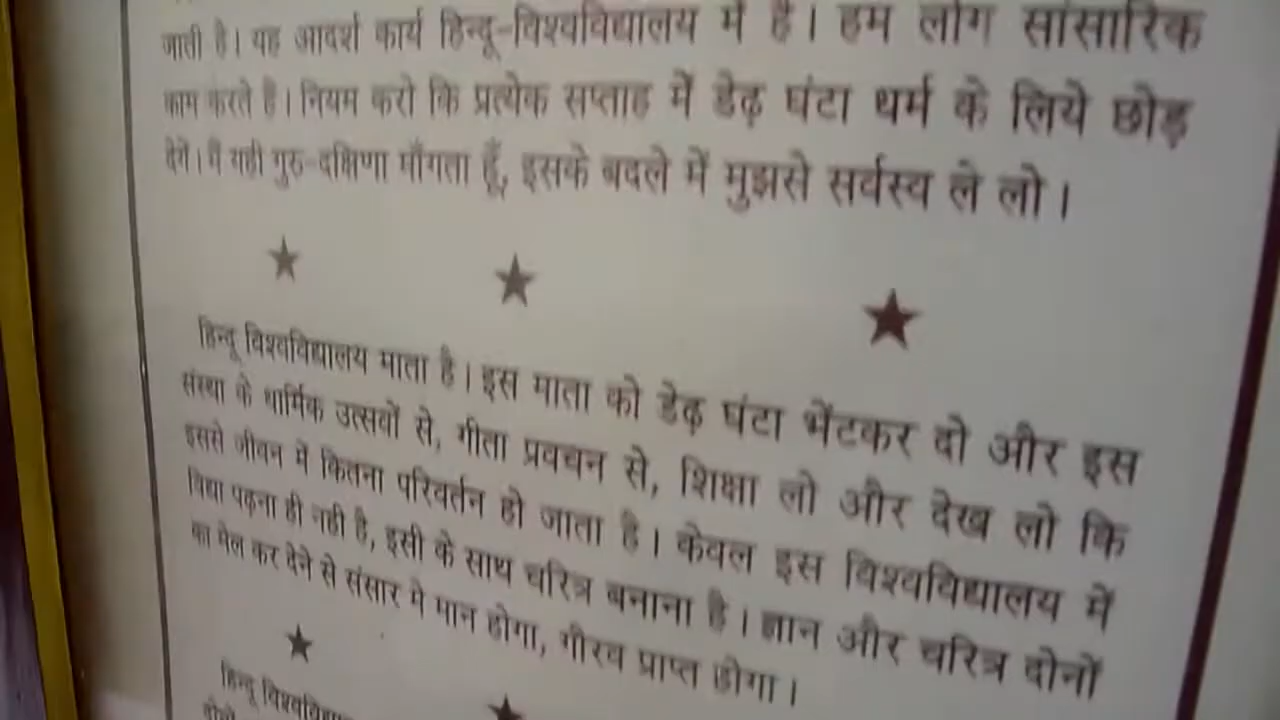 जाती है। यह आदर्श कार्य हिन्दू-विश्वविद्यालय में है। हम लोग सांसारिक
काम करते हैं। नियम करो कि प्रत्येक सप्ताह में डेढ़ घंटा धर्म के लिये छोड़
देगें। मैं यही गुरु-दक्षिणा माँगता हूँ, इसके बदले में मुझसे सर्वस्व ले लो।
हिन्दू विश्वविद्यालय माता है। इस माता को डेढ़ घंटा भेंटकर दो और इस
संस्था के धार्मिक उत्सवों से, गीता प्रवचन से, शिक्षा लो और देख लो कि
इससे जीवन में कितना परिवर्तन हो जाता है। केवल इस विश्वविद्यालय में
विद्या पढ़ना ही नही है, इसी के साथ चरित्र बनाना है। ज्ञान और चरित्र दोनों
का मेल कर देने से संसार मे मान होगा, गौरव प्राप्त होगा।
हिन्दू